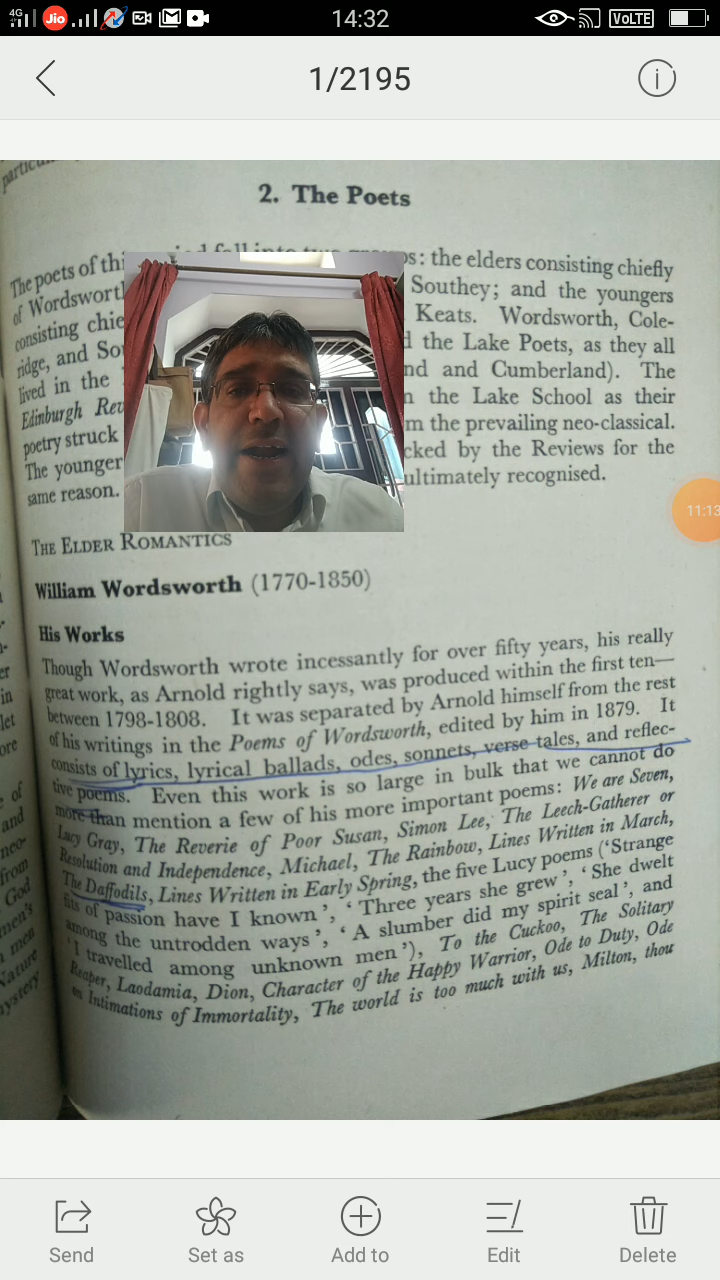 4G Jio 14:32 VoLTE
1/2195
particu
2. The Poets
The poets of thi : the elders consisting chiefly
of Wordswort Southey; and the youngers
consisting chie Keats. Wordsworth, Cole-
ridge, and So the Lake Poets, as they all
lived in the nd and Cumberland). The
Edinburgh Rev the Lake School as their
poetry struck m the prevailing neo-classical.
The younger cked by the Reviews for the
same reason. ultimately recognised.
11:13
THE ELDER ROMANTICS
William Wordsworth (1770-1850)
His Works
Though Wordsworth wrote incessantly for over fifty years, his really
great work, as Arnold rightly says, was produced within the first ten—
between 1798-1808. It was separated by Arnold himself from the rest
of his writings in the Poems of Wordsworth, edited by him in 1879. It
consists of lyrics, lyrical ballads, odes, sonnets, verse tales, and reflec-
tive poems. Even this work is so large in bulk that we cannot do
more than mention a few of his more important poems: We are Seven,
Lucy Gray, The Reverie of Poor Susan, Simon Lee, The Leech-Gatherer or
Resolution and Independence, Michael, The Rainbow, Lines Written in March,
The Daffodils, Lines Written in Early Spring, the five Lucy poems (‘Strange
fits of passion have I known’, ‘Three years she grew’, ‘She dwelt
among the untrodden ways’, ‘A slumber did my spirit seal’, and
‘I travelled among unknown men’), To the Cuckoo, The Solitary
Reaper, Laodamia, Dion, Character of the Happy Warrior, Ode to Duty, Ode
on Intimations of Immortality, The world is too much with us, Milton, thou
Send Set as Add to Edit Delete